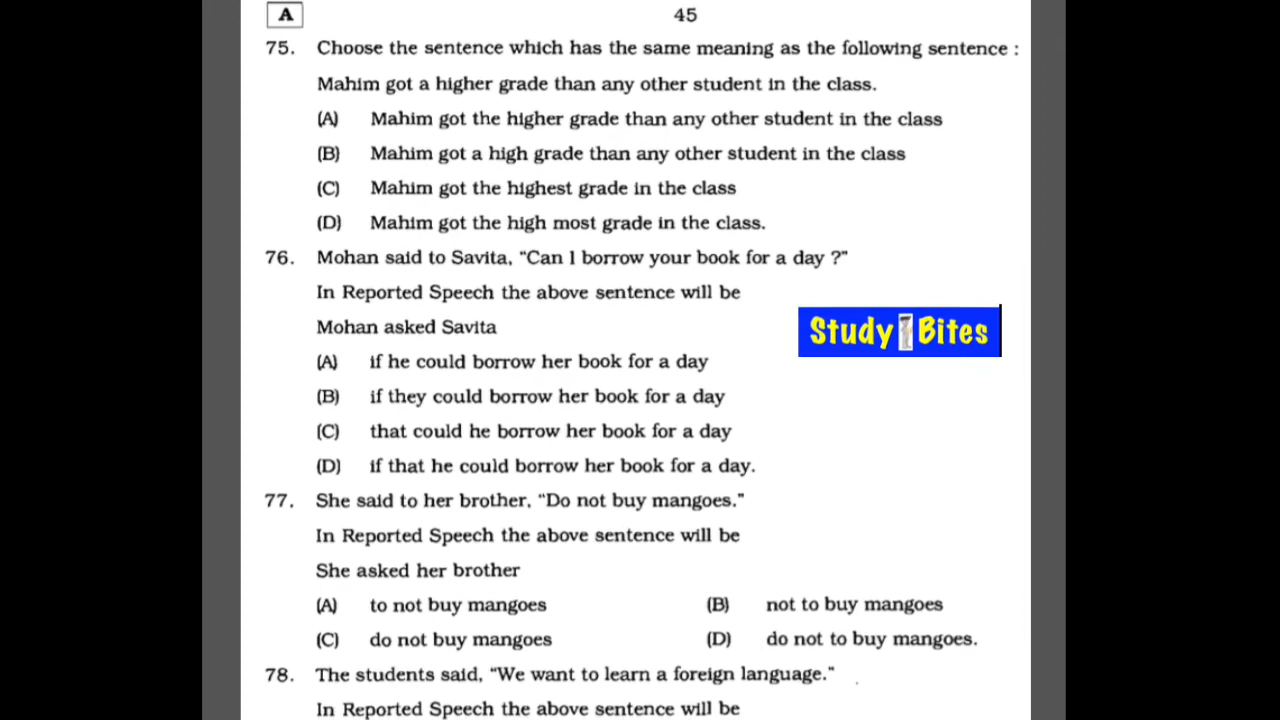 A
45
75. Choose the sentence which has the same meaning as the following sentence :
Mahim got a higher grade than any other student in the class.
(A) Mahim got the higher grade than any other student in the class
(B) Mahim got a high grade than any other student in the class
(C) Mahim got the highest grade in the class
(D) Mahim got the high most grade in the class.
76. Mohan said to Savita, “Can I borrow your book for a day ?”
In Reported Speech the above sentence will be
Study Bites
Mohan asked Savita
(A) if he could borrow her book for a day
(B) if they could borrow her book for a day
(C) that could he borrow her book for a day
(D) if that he could borrow her book for a day.
77. She said to her brother, “Do not buy mangoes.”
In Reported Speech the above sentence will be
She asked her brother
(A) to not buy mangoes (B) not to buy mangoes
(C) do not buy mangoes (D) do not to buy mangoes.
78. The students said, “We want to learn a foreign language.”
In Reported Speech the above sentence will be